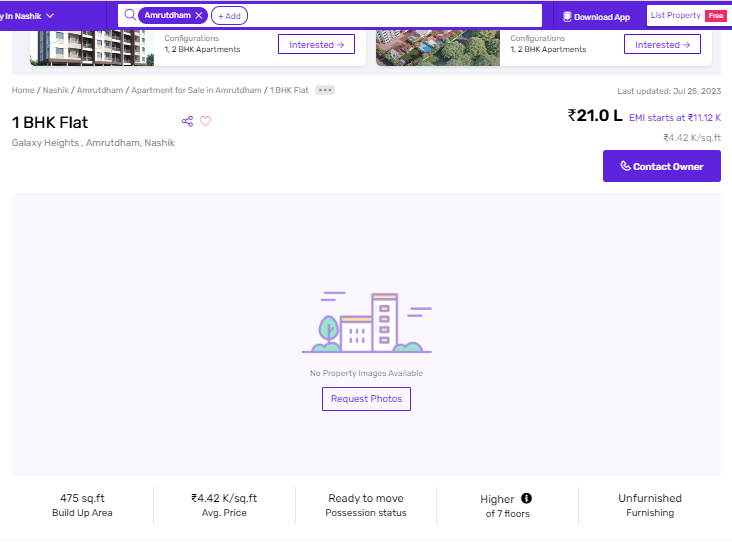 y In Nashik
Amrutdham
+ Add
Download App
List Property Free
Configurations
1, 2 BHK Apartments
Interested →
Configurations
1, 2 BHK Apartments
Interested →
Home / Nashik / Amrutdham / Apartment for Sale in Amrutdham / 1 BHK Flat
Last updated: Jul 25, 2023
1 BHK Flat
₹21.0 L EMI starts at ₹11.12 K
Galaxy Heights , Amrutdham, Nashik
₹4.42 K/sq.ft
Contact Owner
No Property Images Available
Request Photos
475 sq.ft
Build Up Area
₹4.42 K/sq.ft
Avg. Price
Ready to move
Possession status
Higher
of 7 floors
Unfurnished
Furnishing